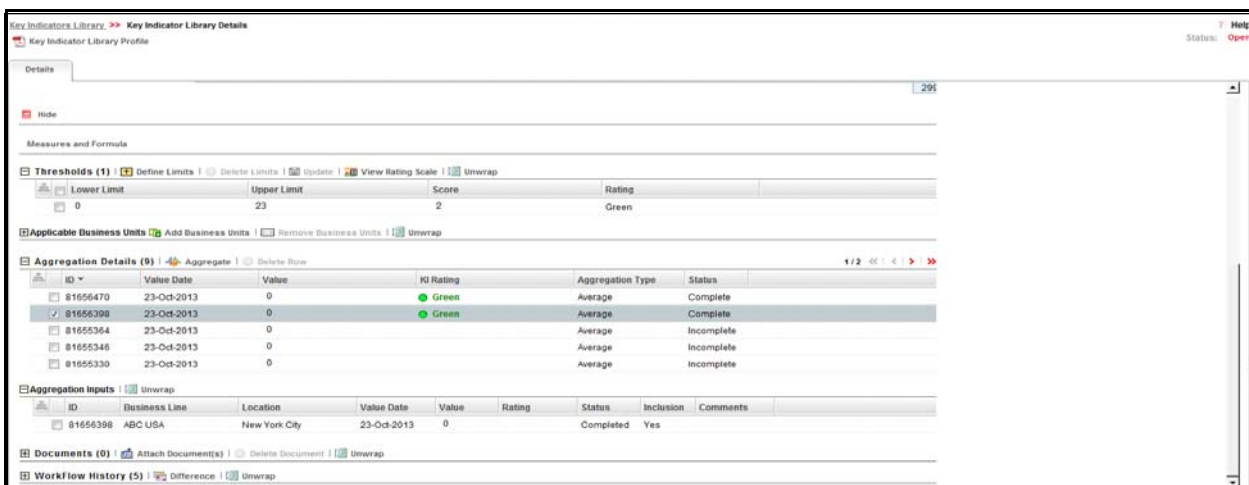 Key Indicators Library >> Key Indicator Library Details
? Help
Key Indicator Library Profile
Status: Open
Details
299
Hide
Measures and Formula
Thresholds (1) | Define Limits | Delete Limits | Update | View Rating Scale | Unwrap
Lower Limit Upper Limit Score Rating
0 23 2 Green
Applicable Business Units Add Business Units | Remove Business Units | Unwrap
Aggregation Details (9) | Aggregate | Delete Row 1 / 2 << | < | > | >>
ID Value Date Value KI Rating Aggregation Type Status
81656470 23-Oct-2013 0 Green Average Complete
81656398 23-Oct-2013 0 Green Average Complete
81655364 23-Oct-2013 0 Average Incomplete
81655346 23-Oct-2013 0 Average Incomplete
81655330 23-Oct-2013 0 Average Incomplete
Aggregation Inputs | Unwrap
ID Business Line Location Value Date Value Rating Status Inclusion Comments
81656398 ABC USA New York City 23-Oct-2013 0 Completed Yes
Documents (0) | Attach Document(s) | Delete Document | Unwrap
WorkFlow History (5) | Difference | Unwrap